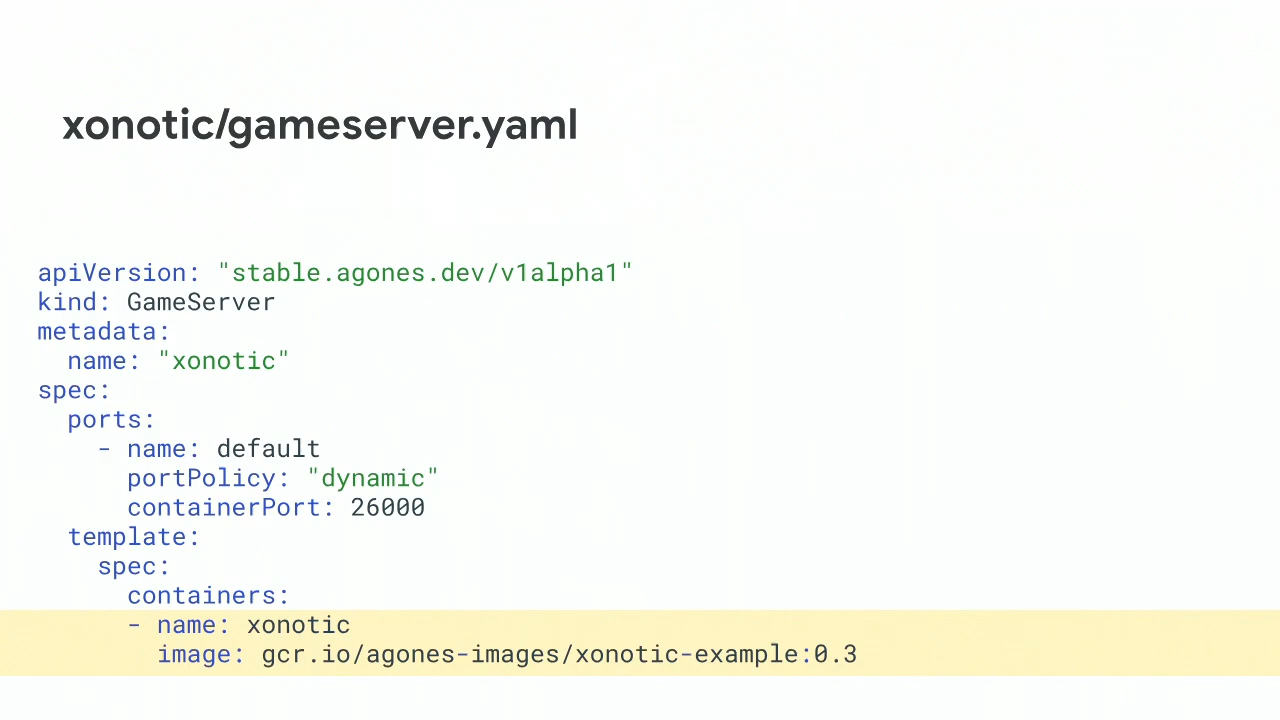 xonotic/gameserver.yaml
apiVersion: "stable.agones.dev/v1alpha1"
kind: GameServer
metadata:
  name: "xonotic"
spec:
  ports:
    - name: default
      portPolicy: "dynamic"
      containerPort: 26000
  template:
    spec:
      containers:
      - name: xonotic
        image: gcr.io/agones-images/xonotic-example:0.3